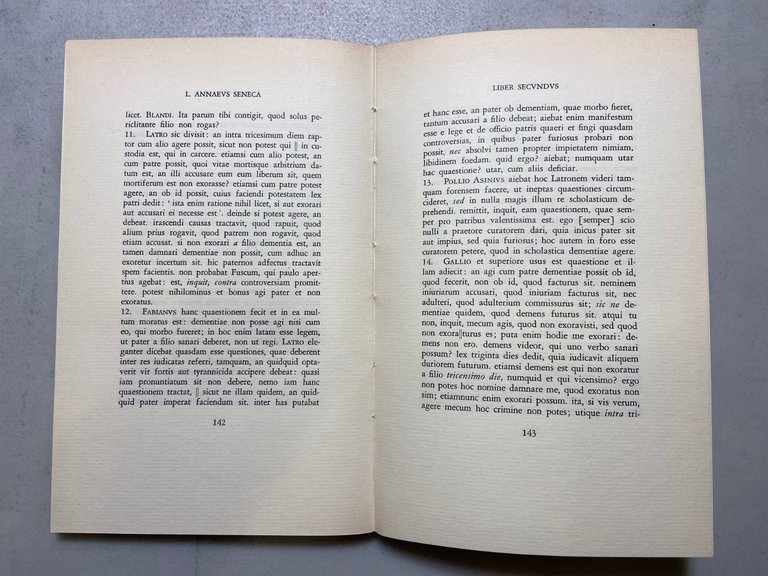 L. ANNAEVS SENECA
licet. BLANDI. Ita parum tibi contigit, quod solus pe-
riclitante filio non rogas?
11. LATRO sic divisit: an intra tricesimum diem rap-
tor cum alio agere possit, sicut non potest qui || in cu-
stodia est, qui in carcere. etiamsi cum alio potest, an
cum patre possit, quoi vitae mortisque arbitrium da-
tum est, an illi accusare eum cum liberum sit, quem
mortiferum est non exorasse? etiamsi cum patre potest
agere, an ob id possit, cuius faciendi potestatem lex
patri dedit: 'ista enim ratione nihil licet, si aut exorari
aut accusari ei necesse est'. deinde si potest agere, an
debeat. irascendi causas tractavit, quod rapuit, quod
alium prius rogavit, quod patrem non rogavit, quod
etiam accusat. si non exorari a filio dementia est, an
tamen damnari dementiae non possit, cum adhuc an
exoretur incertum sit. hic paternos adfectus tractavit
spem facientis. non probabat Fuscum, qui paulo aper-
tius agebat: est, inquit, contra controversiam promit-
tere. potest nihilominus et bonus agi pater et non
exoratus.
12. FABIANVS hanc quaestionem fecit et in ea mul-
tum moratus est: dementiae non posse agi nisi cum
eo, qui morbo fureret; in hoc enim latam esse legem,
ut pater a filio sanari deberet, non ut regi. LATRO ele-
ganter dicebat quasdam esse quaestiones, quae deberent
inter res iudicatas referri, tamquam, an quidquid opta-
verit vir fortis aut tyrannicida accipere debeat: quasi
iam pronuntiatum sit non debere, nemo iam hanc
quaestionem tractat, || sicut ne illam quidem, an quid-
quid pater imperat faciendum sit. inter has putabat
142
LIBER SECVNDVS
et hanc esse, an pater ob dementiam, quae morbo fieret,
tantum accusari a filio debeat; aiebat enim manifestum
esse e lege et de officio patris quaeri et fingi quasdam
controversias, in quibus pater furiosus probari non
possit, nec absolvi tamen propter impietatem nimiam,
libidinem foedam. quid ergo? aiebat; numquam utar
hac quaestione? utar, cum aliis deficiar.
13. POLLIO ASINIVS aiebat hoc Latronem videri tam-
quam forensem facere, ut ineptas quaestiones circum-
cideret, sed in nulla magis illum re scholasticum de-
prehendi. remittit, inquit, eam quaestionem, quae sem-
per pro patribus valentissima est. ego [semper] scio
nulli a praetore curatorem dari, quia inicus pater sit
aut impius, sed quia furiosus; hoc autem in foro esse
curatorem petere, quod in scholastica dementiae agere.
14. GALLIO et superiore usus est quaestione et il-
lam adiecit: an agi cum patre dementiae possit ob id,
quod fecerit, non ob id, quod facturus sit. neminem
iniuriarum accusari, quod iniuriam facturus sit, nec
adulteri, quod adulterium commissurus sit; sic ne de-
mentiae quidem, quod demens futurus sit. atqui tu
non, inquit, mecum agis, quod non exoravisti, sed quod
non exora|turus es; puta enim hodie me exorari: de-
mens non ero. demens videor, qui uno verbo sanari
possum? lex triginta dies dedit, quia iudicavit aliquem
duriorem futurum. etiamsi demens est qui non exoratur
a filio tricensimo die, numquid et qui vicensimo? ergo
non potes hoc nomine damnare me, quod exoratus non
sim; etiamnunc enim exorari possum. ita, si vis verum,
agere mecum hoc crimine non potes; utique intra tri-
143